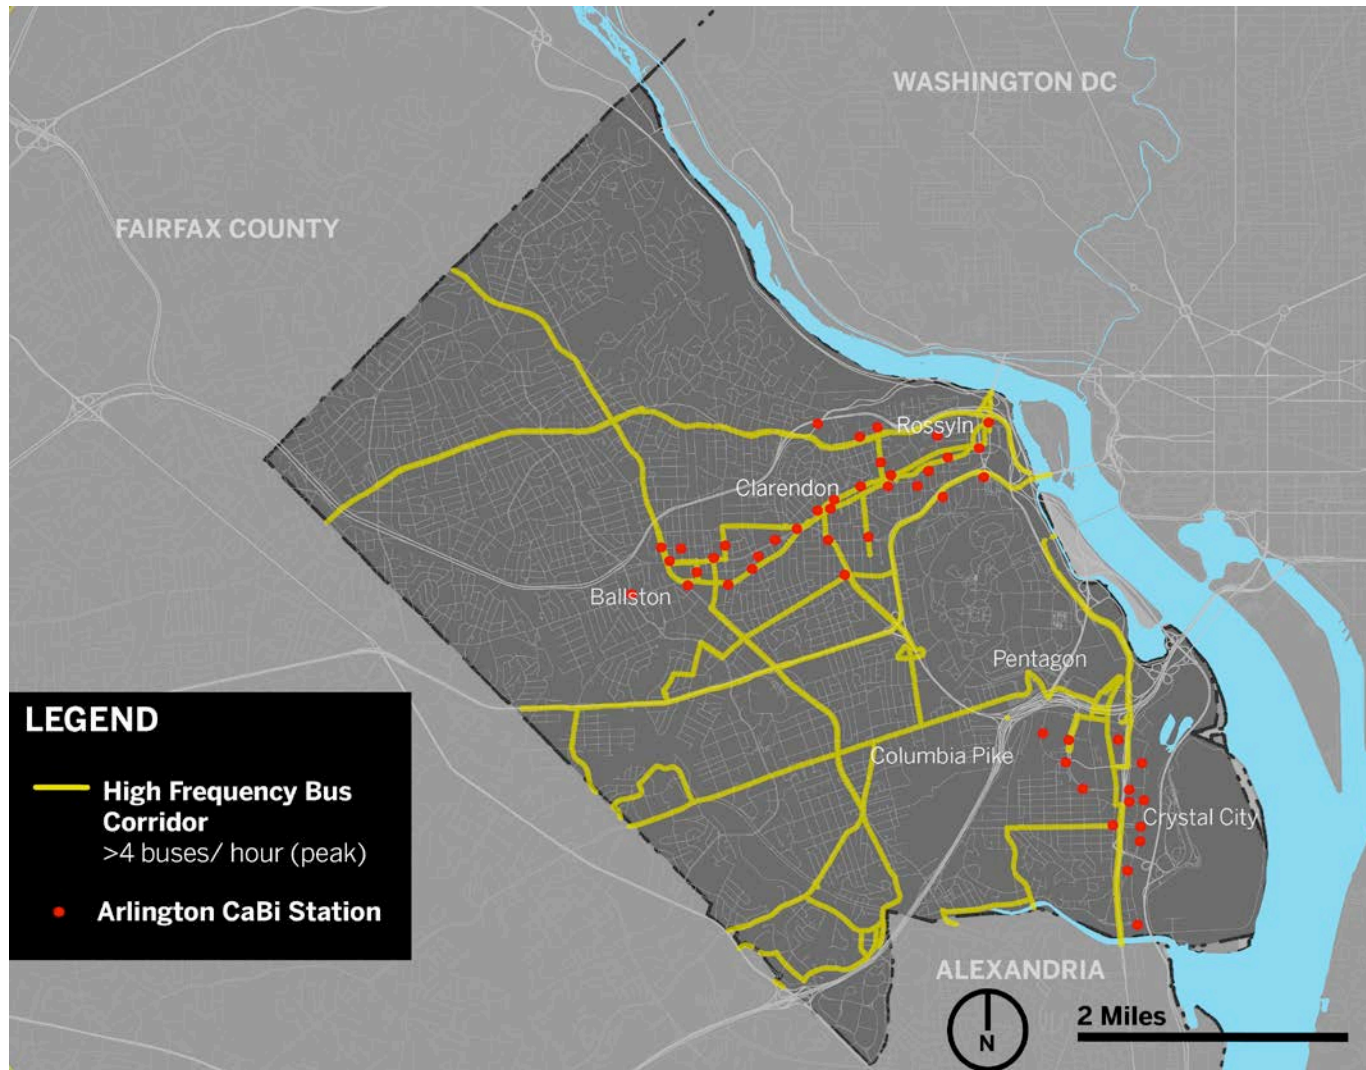 WASHINGTON DC
FAIRFAX COUNTY
Rossyln
Clarendon
Ballston
Pentagon
Columbia Pike
Crystal City
ALEXANDRIA
LEGEND
High Frequency Bus
Corridor
>4 buses/ hour (peak)
Arlington CaBi Station
N
2 Miles